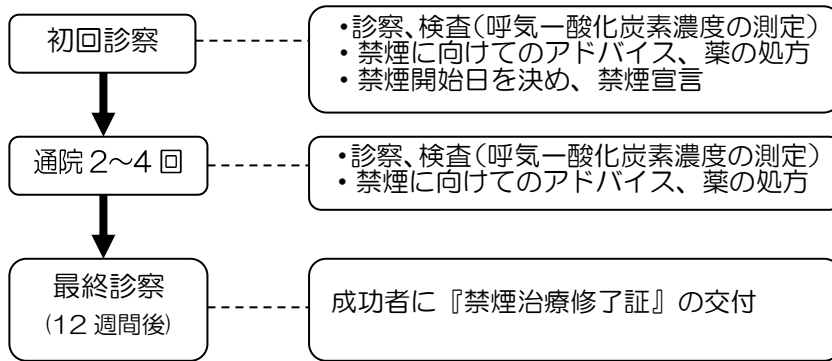 初回診察
・診察、検査（呼気一酸化炭素濃度の測定）
・禁煙に向けてのアドバイス、薬の処方
・禁煙開始日を決め、禁煙宣言
通院2～4回
・診察、検査（呼気一酸化炭素濃度の測定）
・禁煙に向けてのアドバイス、薬の処方
最終診察
(12週間後)
成功者に『禁煙治療修了証』の交付